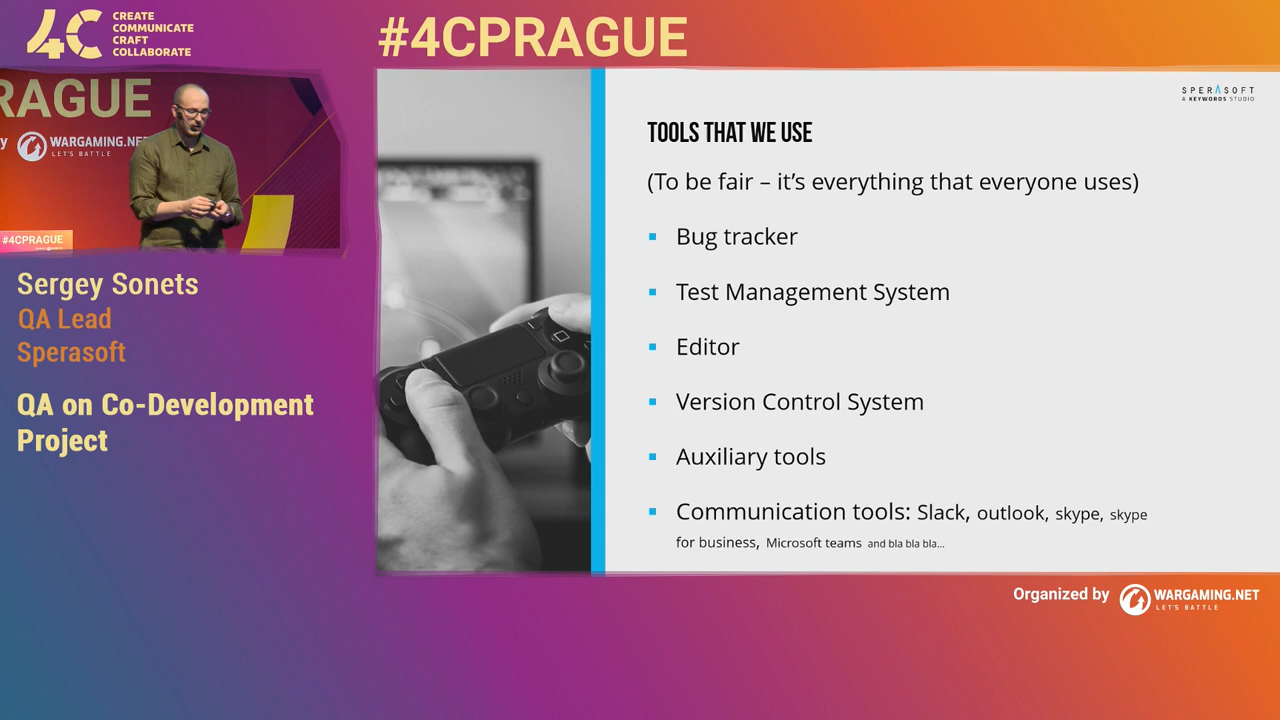 4C
CREATE
COMMUNICATE
CRAFT
COLLABORATE
#4CPRAGUE
RAGUE
y WARGAMING.NET
LET'S BATTLE
#4CPRAGUE
Sergey Sonets
QA Lead
Sperasoft
QA on Co-Development
Project
SPERASOFT
A KEYWORDS STUDIO
TOOLS THAT WE USE
(To be fair – it's everything that everyone uses)
▪ Bug tracker
▪ Test Management System
▪ Editor
▪ Version Control System
▪ Auxiliary tools
▪ Communication tools: Slack, outlook, skype, skype
for business, Microsoft teams and bla bla bla...
Organized by WARGAMING.NET
LET'S BATTLE